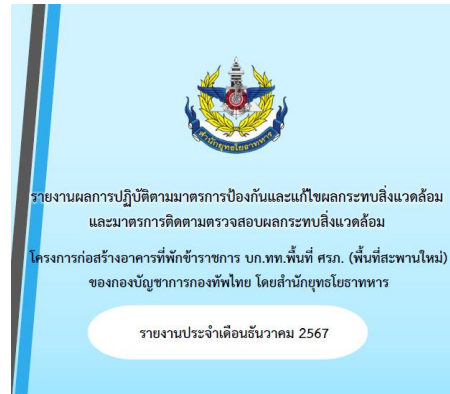 สำนักยุทธโยธาทหาร
รายงานผลการปฏิบัติตามมาตรการป้องกันและแก้ไขผลกระทบสิ่งแวดล้อม
และมาตรการติดตามตรวจสอบผลกระทบสิ่งแวดล้อม
โครงการก่อสร้างอาคารที่พักข้าราชการ บก.ทท.พื้นที่ ศรภ. (พื้นที่สะพานใหม่)
ของกองบัญชาการกองทัพไทย โดยสำนักยุทธโยธาทหาร
รายงานประจำเดือนธันวาคม 2567